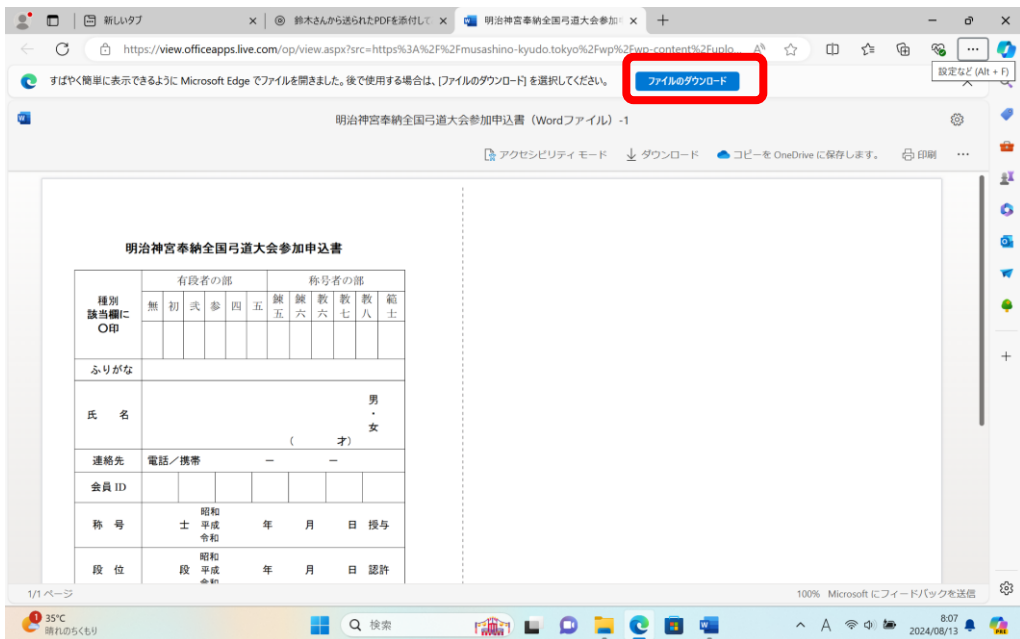 新しいタブ
鈴木さんから送られたPDFを添付して
明治神宮奉納全国弓道大会参加申
https://view.officeapps.live.com/op/view.aspx?src=https%3A%2F%2Fmusashino-kyudo.tokyo%2Fwp%2Fwp-content%2Fuplo...
設定など (Alt + F)
すばやく簡単に表示できるように Microsoft Edge でファイルを開きました。後で使用する場合は、[ファイルのダウンロード] を選択してください。
ファイルのダウンロード
明治神宮奉納全国弓道大会参加申込書（Wordファイル）-1
アクセシビリティ モード ダウンロード コピーを OneDrive に保存します。 印刷 …
明治神宮奉納全国弓道大会参加申込書
種別
該当欄に
〇印
有段者の部 称号者の部
無 初 弐 参 四 五 錬五 錬六 教六 教七 教八 範士
ふりがな
氏 名
男
・
女
( 才)
連絡先 電話／携帯 － －
会員 ID
称 号 士 昭和 平成 令和 年 月 日 授与
段 位 段 昭和 平成 令和 年 月 日 認許
1/1 ページ
100% Microsoft にフィードバックを送信
1
35°C
晴れのちくもり
検索
A
8:07
2024/08/13
PRE